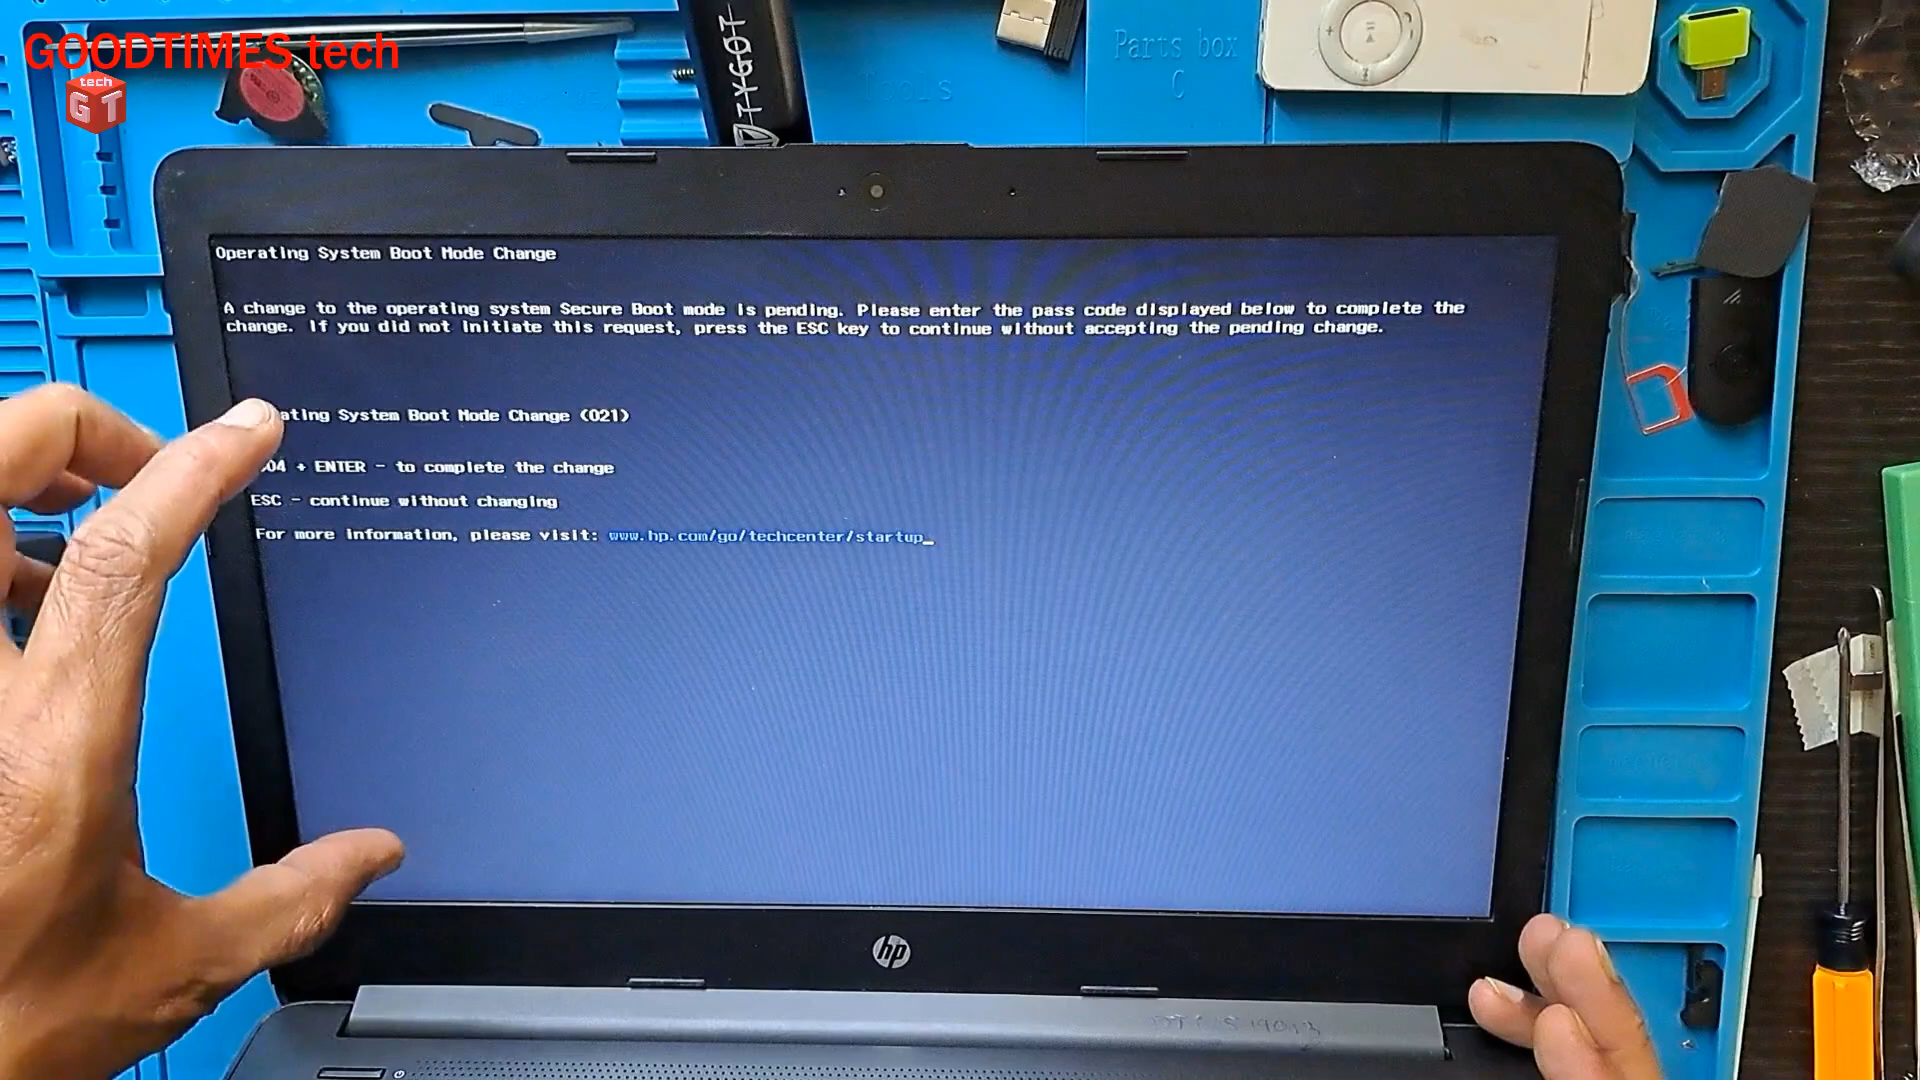 GOODTIMES tech
tech
GT
TYGOT
Tools
Parts box
C
Operating System Boot Mode Change
A change to the operating system Secure Boot mode is pending. Please enter the pass code displayed below to complete the
change. If you did not initiate this request, press the ESC key to continue without accepting the pending change.
ating System Boot Mode Change (021)
04 + ENTER - to complete the change
ESC - continue without changing
For more information, please visit: www.hp.com/go/techcenter/startup_
hp